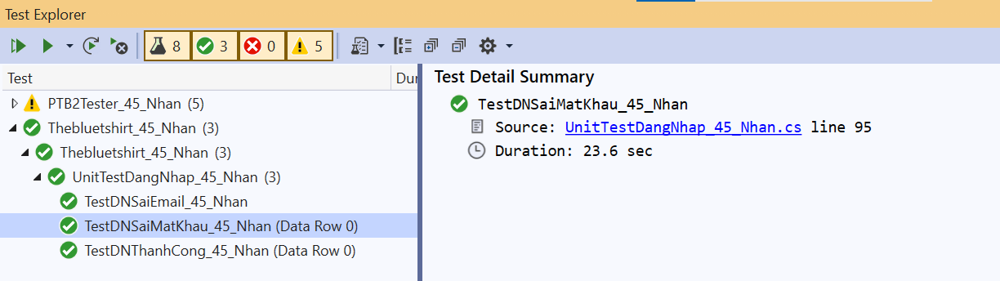 Test Explorer
8 3 0 5
Test Dur
PTB2Tester_45_Nhan (5)
Thebluetshirt_45_Nhan (3)
Thebluetshirt_45_Nhan (3)
UnitTestDangNhap_45_Nhan (3)
TestDNSaiEmail_45_Nhan
TestDNSaiMatKhau_45_Nhan (Data Row 0)
TestDNThanhCong_45_Nhan (Data Row 0)
Test Detail Summary
TestDNSaiMatKhau_45_Nhan
Source: UnitTestDangNhap_45_Nhan.cs line 95
Duration: 23.6 sec